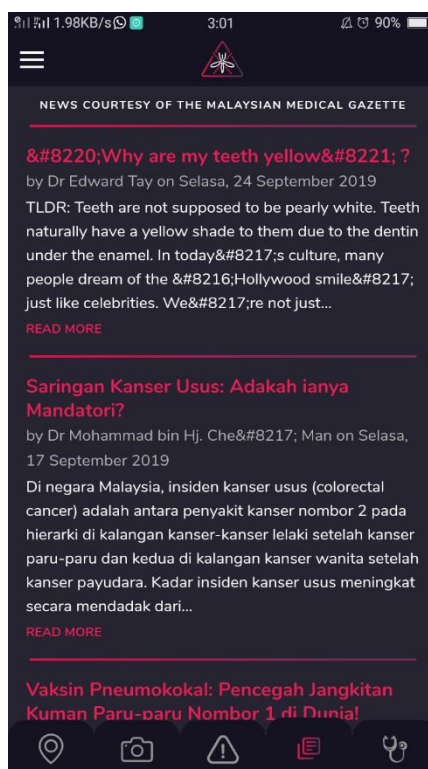 1.98KB/s 3:01 90%
NEWS COURTESY OF THE MALAYSIAN MEDICAL GAZETTE
&#8220;Why are my teeth yellow&#8221; ?
by Dr Edward Tay on Selasa, 24 September 2019
TLDR: Teeth are not supposed to be pearly white. Teeth
naturally have a yellow shade to them due to the dentin
under the enamel. In today&#8217;s culture, many
people dream of the &#8216;Hollywood smile&#8217;
just like celebrities. We&#8217;re not just...
READ MORE
Saringan Kanser Usus: Adakah ianya
Mandatori?
by Dr Mohammad bin Hj. Che&#8217; Man on Selasa,
17 September 2019
Di negara Malaysia, insiden kanser usus (colorectal
cancer) adalah antara penyakit kanser nombor 2 pada
hierarki di kalangan kanser-kanser lelaki setelah kanser
paru-paru dan kedua di kalangan kanser wanita setelah
kanser payudara. Kadar insiden kanser usus meningkat
secara mendadak dari...
READ MORE
Vaksin Pneumokokal: Pencegah Jangkitan
Kuman Paru-paru Nombor 1 di Dunia!